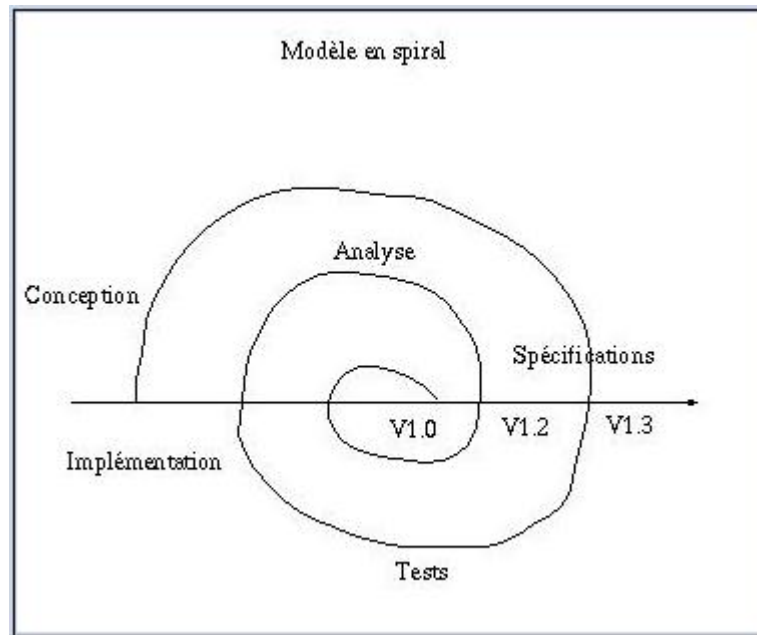 Modèle en spiral
Analyse
Conception
Spécifications
V1.0
V1.2
V1.3
Implémentation
Tests